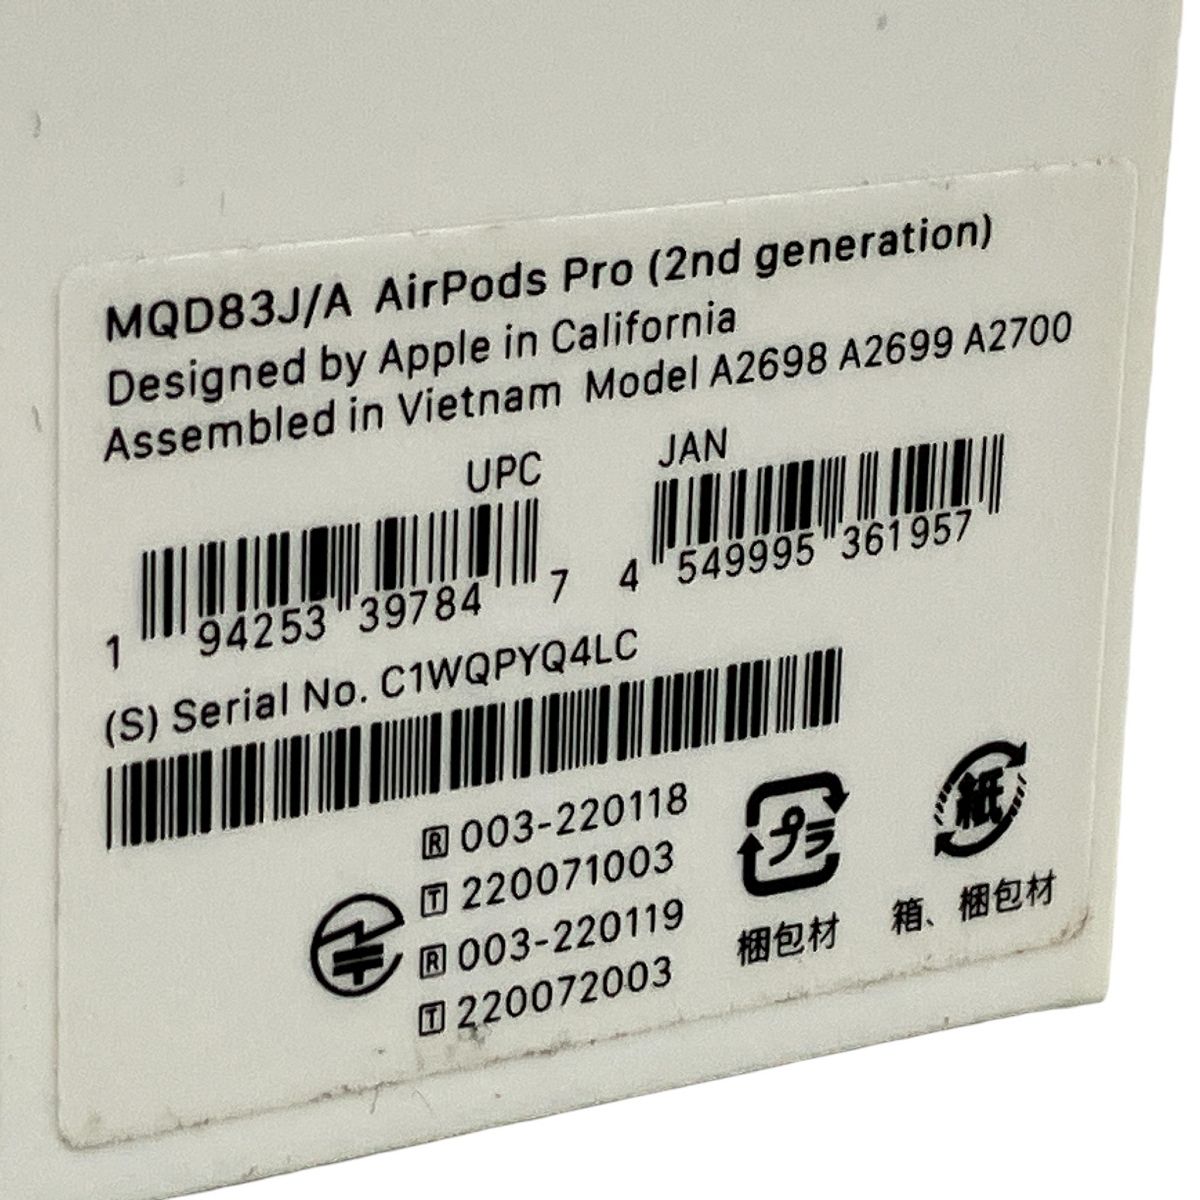 MQD83J/A AirPods Pro (2nd generation)
Designed by Apple in California
Assembled in Vietnam Model A2698 A2699 A2700
UPC JAN
1 94253 39784 7 4 549995 361957
(S) Serial No. C1WQPYQ4LC
R 003-220118
T 220071003
R 003-220119
T 220072003
プラ
梱包材
紙
箱、梱包材